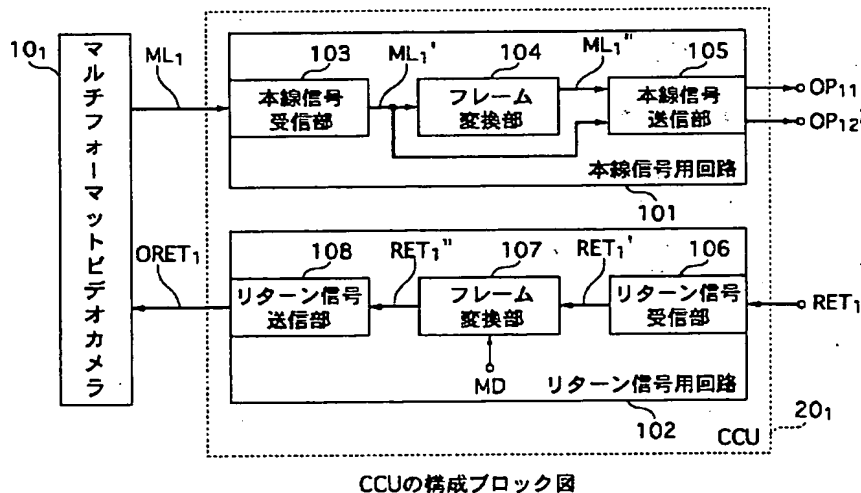 10₁
マルチフォーマットビデオカメラ
ML₁
103
本線信号
受信部
ML₁'
104
フレーム
変換部
ML₁"
105
本線信号
送信部
OP₁₁
OP₁₂
本線信号用回路
101
ORET₁
108
リターン信号
送信部
RET₁"
107
フレーム
変換部
RET₁'
106
リターン信号
受信部
RET₁
MD
リターン信号用回路
102
CCU
20₁
CCUの構成ブロック図